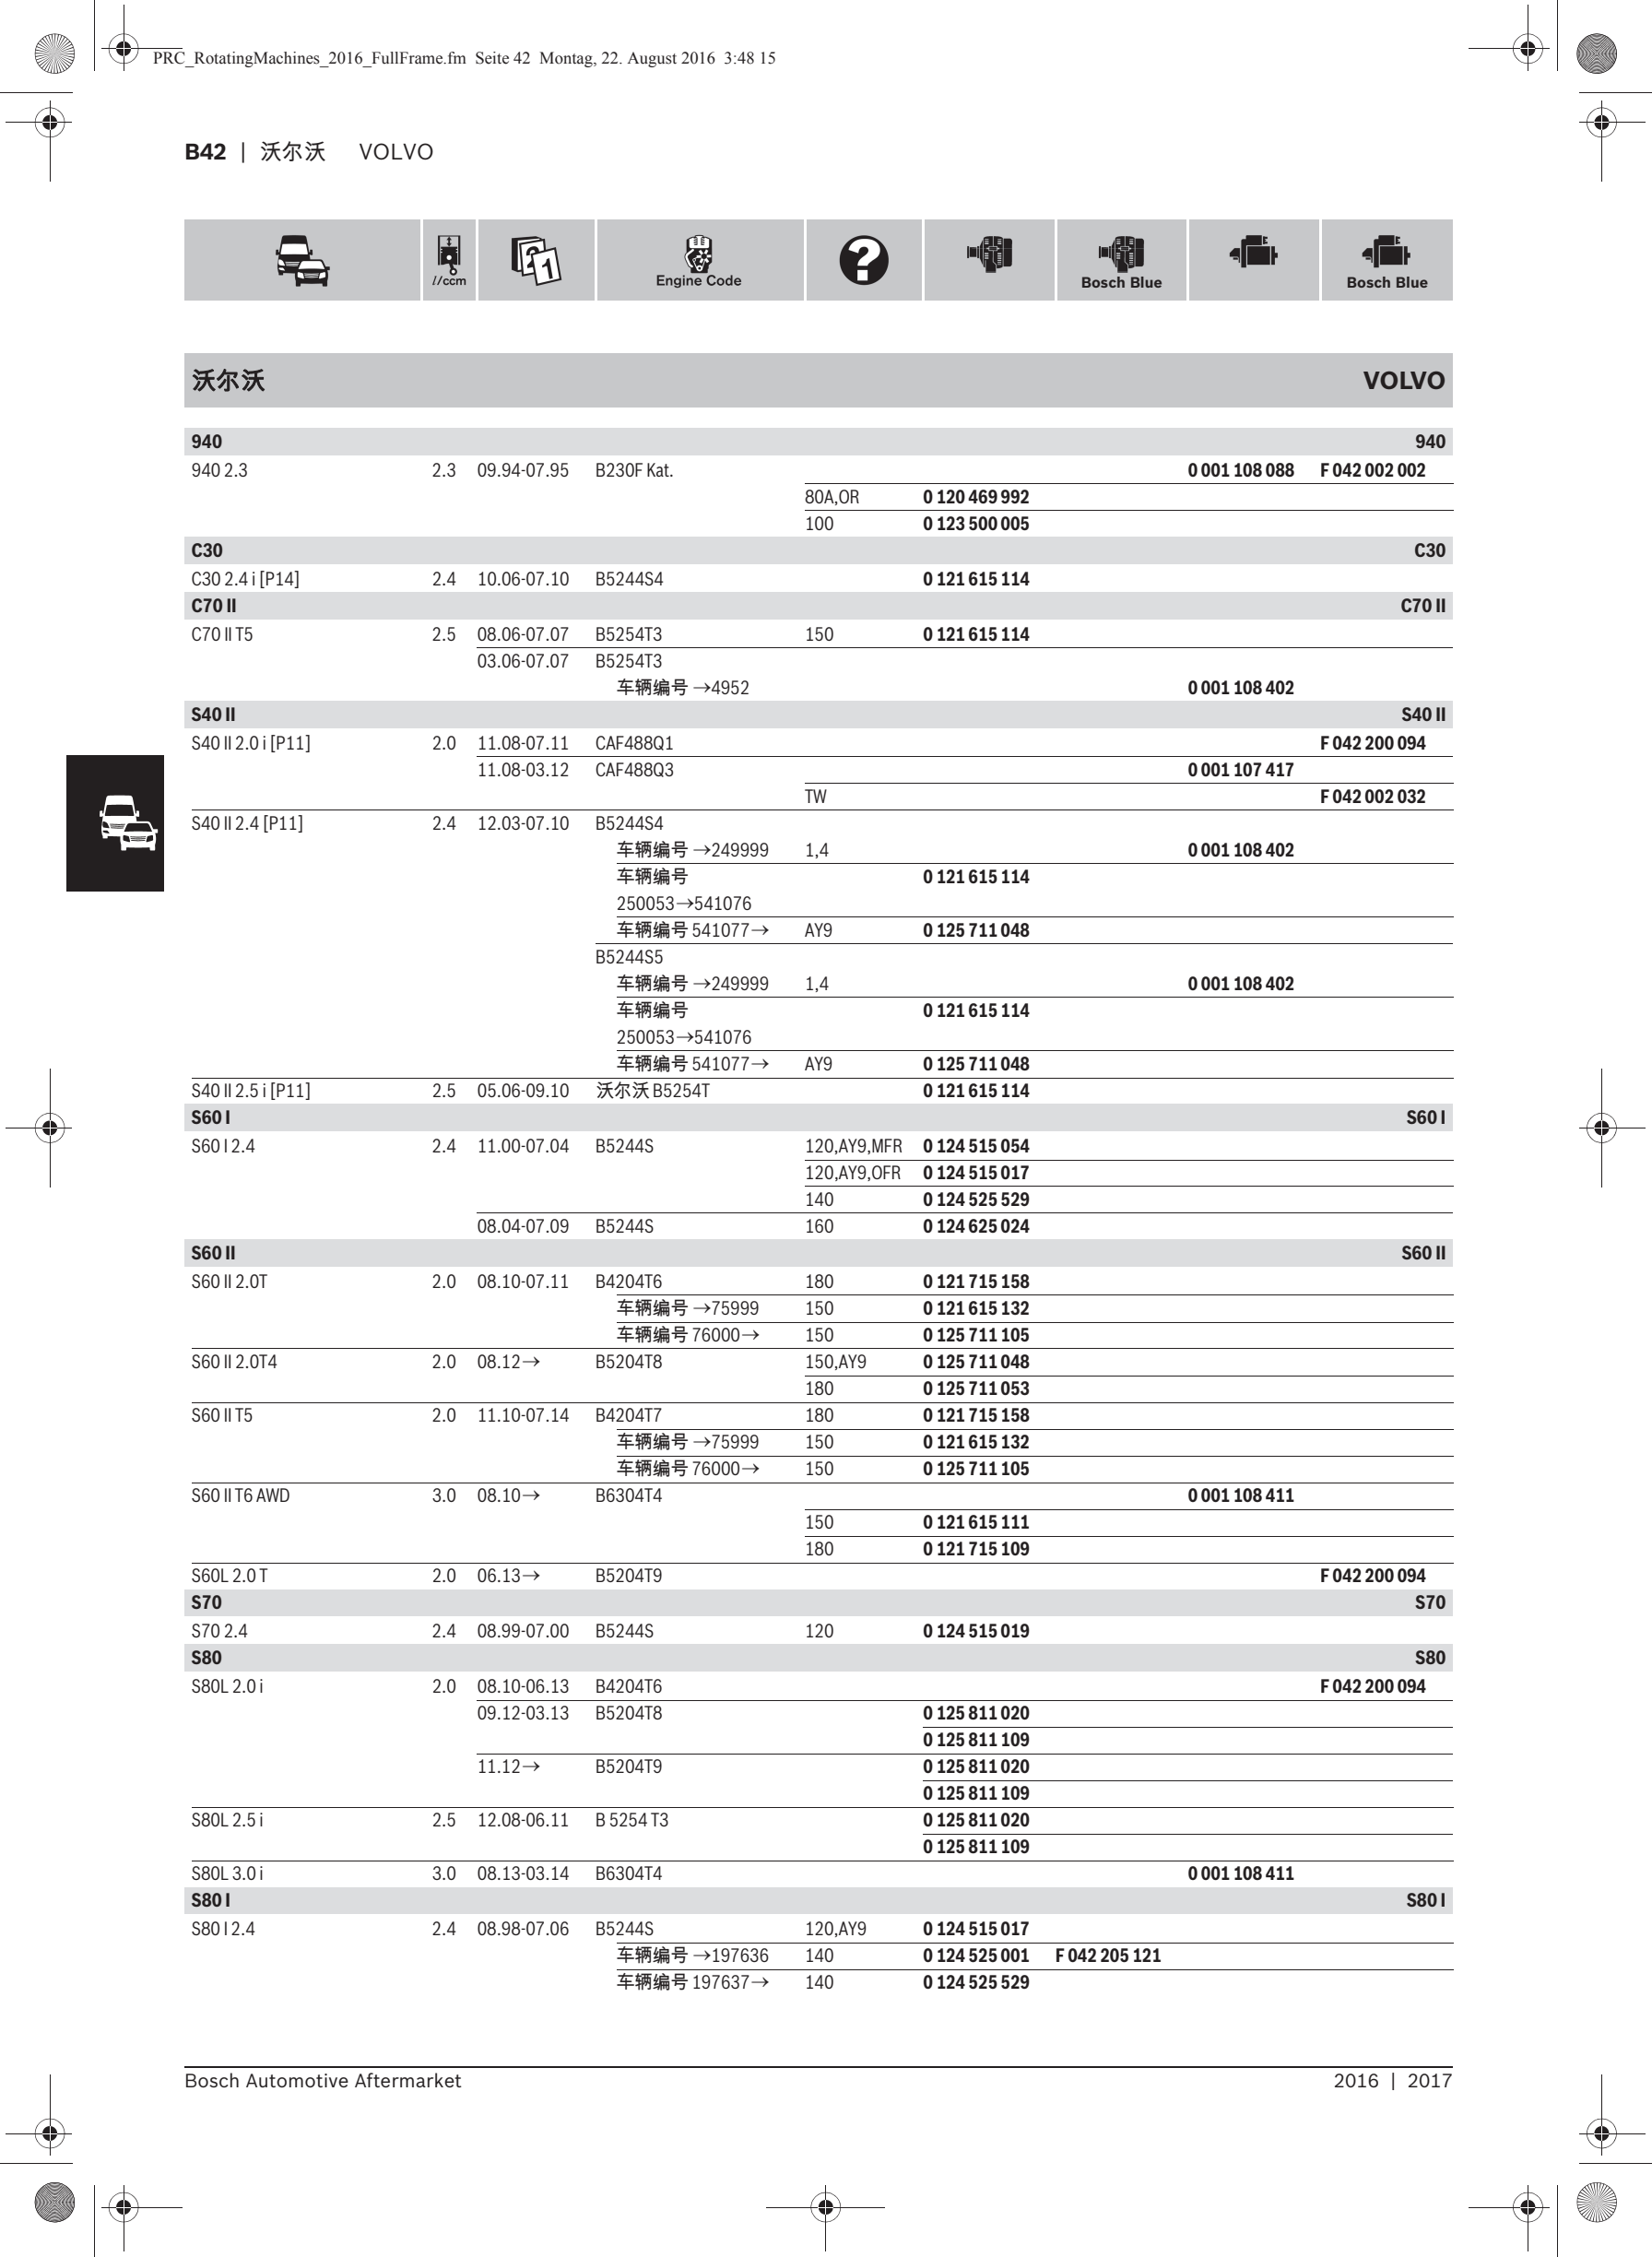 PRC_RotatingMachines_2016_FullFrame.fm Seite 42 Montag, 22. August 2016 3:48 15
B42 | 沃尔沃 VOLVO
l/ccm Engine Code ? Bosch Blue Bosch Blue
沃尔沃 VOLVO
940 940
940 2.3 2.3 09.94-07.95 B230F Kat. 0 001 108 088 F 042 002 002
80A,OR 0 120 469 992
100 0 123 500 005
C30 C30
C30 2.4 i [P14] 2.4 10.06-07.10 B5244S4 0 121 615 114
C70 II C70 II
C70 II T5 2.5 08.06-07.07 B5254T3 150 0 121 615 114
03.06-07.07 B5254T3
车辆编号 →4952 0 001 108 402
S40 II S40 II
S40 II 2.0 i [P11] 2.0 11.08-07.11 CAF488Q1 F 042 200 094
11.08-03.12 CAF488Q3 0 001 107 417
TW F 042 002 032
S40 II 2.4 [P11] 2.4 12.03-07.10 B5244S4
车辆编号 →249999 1,4 0 001 108 402
车辆编号 0 121 615 114
250053→541076
车辆编号 541077→ AY9 0 125 711 048
B5244S5
车辆编号 →249999 1,4 0 001 108 402
车辆编号 0 121 615 114
250053→541076
车辆编号 541077→ AY9 0 125 711 048
S40 II 2.5 i [P11] 2.5 05.06-09.10 沃尔沃 B5254T 0 121 615 114
S60 I S60 I
S60 I 2.4 2.4 11.00-07.04 B5244S 120,AY9,MFR 0 124 515 054
120,AY9,OFR 0 124 515 017
140 0 124 525 529
08.04-07.09 B5244S 160 0 124 625 024
S60 II S60 II
S60 II 2.0T 2.0 08.10-07.11 B4204T6 180 0 121 715 158
车辆编号 →75999 150 0 121 615 132
车辆编号 76000→ 150 0 125 711 105
S60 II 2.0T4 2.0 08.12→ B5204T8 150,AY9 0 125 711 048
180 0 125 711 053
S60 II T5 2.0 11.10-07.14 B4204T7 180 0 121 715 158
车辆编号 →75999 150 0 121 615 132
车辆编号 76000→ 150 0 125 711 105
S60 II T6 AWD 3.0 08.10→ B6304T4 0 001 108 411
150 0 121 615 111
180 0 121 715 109
S60L 2.0 T 2.0 06.13→ B5204T9 F 042 200 094
S70 S70
S70 2.4 2.4 08.99-07.00 B5244S 120 0 124 515 019
S80 S80
S80L 2.0 i 2.0 08.10-06.13 B4204T6 F 042 200 094
09.12-03.13 B5204T8 0 125 811 020
0 125 811 109
11.12→ B5204T9 0 125 811 020
0 125 811 109
S80L 2.5 i 2.5 12.08-06.11 B 5254 T3 0 125 811 020
0 125 811 109
S80L 3.0 i 3.0 08.13-03.14 B6304T4 0 001 108 411
S80 I S80 I
S80 I 2.4 2.4 08.98-07.06 B5244S 120,AY9 0 124 515 017
车辆编号 →197636 140 0 124 525 001 F 042 205 121
车辆编号 197637→ 140 0 124 525 529
Bosch Automotive Aftermarket 2016 | 2017